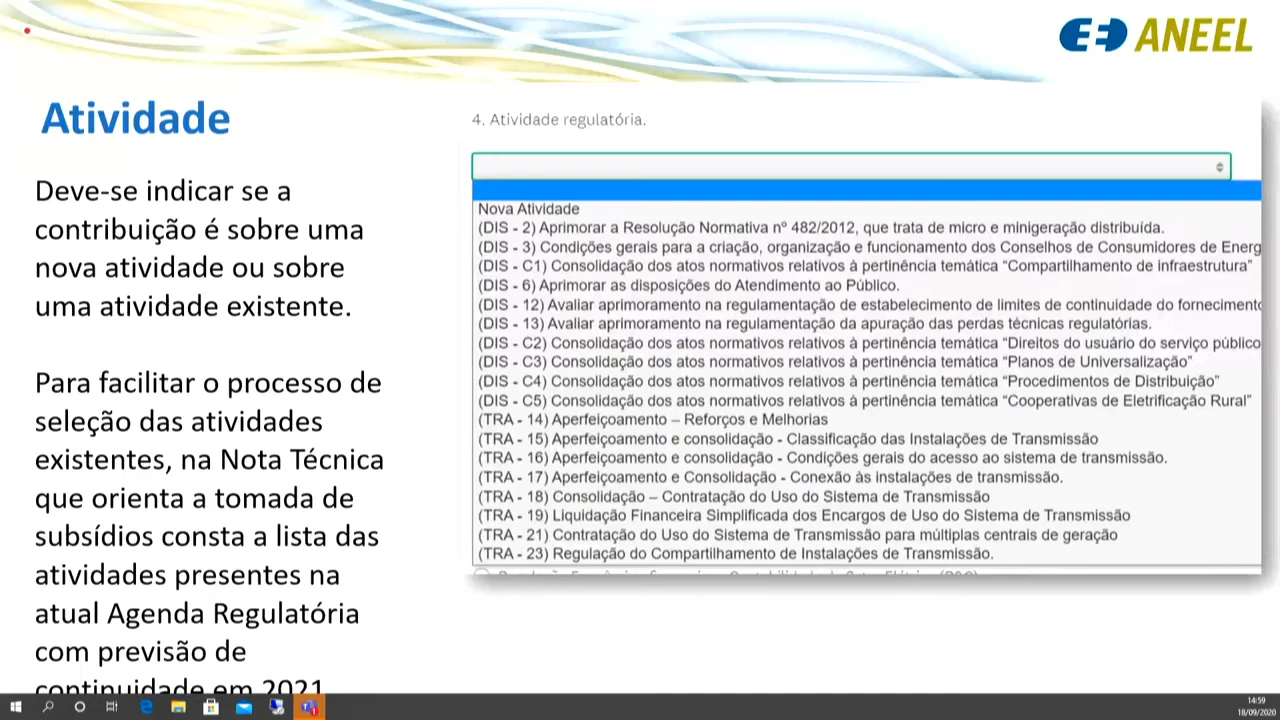 ANEEL
Atividade
Deve-se indicar se a
contribuição é sobre uma
nova atividade ou sobre
uma atividade existente.
Para facilitar o processo de
seleção das atividades
existentes, na Nota Técnica
que orienta a tomada de
subsídios consta a lista das
atividades presentes na
atual Agenda Regulatória
com previsão de
continuidade em 2021
4. Atividade regulatória.
Nova Atividade
(DIS - 2) Aprimorar a Resolução Normativa nº 482/2012, que trata de micro e minigeração distribuída.
(DIS - 3) Condições gerais para a criação, organização e funcionamento dos Conselhos de Consumidores de Energ
(DIS - C1) Consolidação dos atos normativos relativos à pertinência temática “Compartilhamento de infraestrutura”
(DIS - 6) Aprimorar as disposições do Atendimento ao Público.
(DIS - 12) Avaliar aprimoramento na regulamentação de estabelecimento de limites de continuidade do fornecimento
(DIS - 13) Avaliar aprimoramento na regulamentação da apuração das perdas técnicas regulatórias.
(DIS - C2) Consolidação dos atos normativos relativos à pertinência temática “Direitos do usuário do serviço público
(DIS - C3) Consolidação dos atos normativos relativos à pertinência temática “Planos de Universalização”
(DIS - C4) Consolidação dos atos normativos relativos à pertinência temática “Procedimentos de Distribuição”
(DIS - C5) Consolidação dos atos normativos relativos à pertinência temática “Cooperativas de Eletrificação Rural”
(TRA - 14) Aperfeiçoamento – Reforços e Melhorias
(TRA - 15) Aperfeiçoamento e consolidação - Classificação das Instalações de Transmissão
(TRA - 16) Aperfeiçoamento e consolidação - Condições gerais do acesso ao sistema de transmissão.
(TRA - 17) Aperfeiçoamento e Consolidação - Conexão às instalações de transmissão.
(TRA - 18) Consolidação – Contratação do Uso do Sistema de Transmissão
(TRA - 19) Liquidação Financeira Simplificada dos Encargos de Uso do Sistema de Transmissão
(TRA - 21) Contratação do Uso do Sistema de Transmissão para múltiplas centrais de geração
(TRA - 23) Regulação do Compartilhamento de Instalações de Transmissão.
14:59
18/09/2020